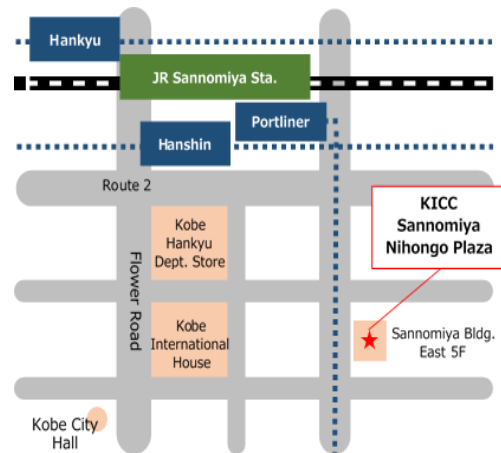 Hankyu
JR Sannomiya Sta.
Portliner
Hanshin
Route 2
KICC
Sannomiya
Nihongo Plaza
Kobe
Hankyu
Dept. Store
Flower Road
Kobe
International
House
Sannomiya Bldg.
East 5F
Kobe City
Hall